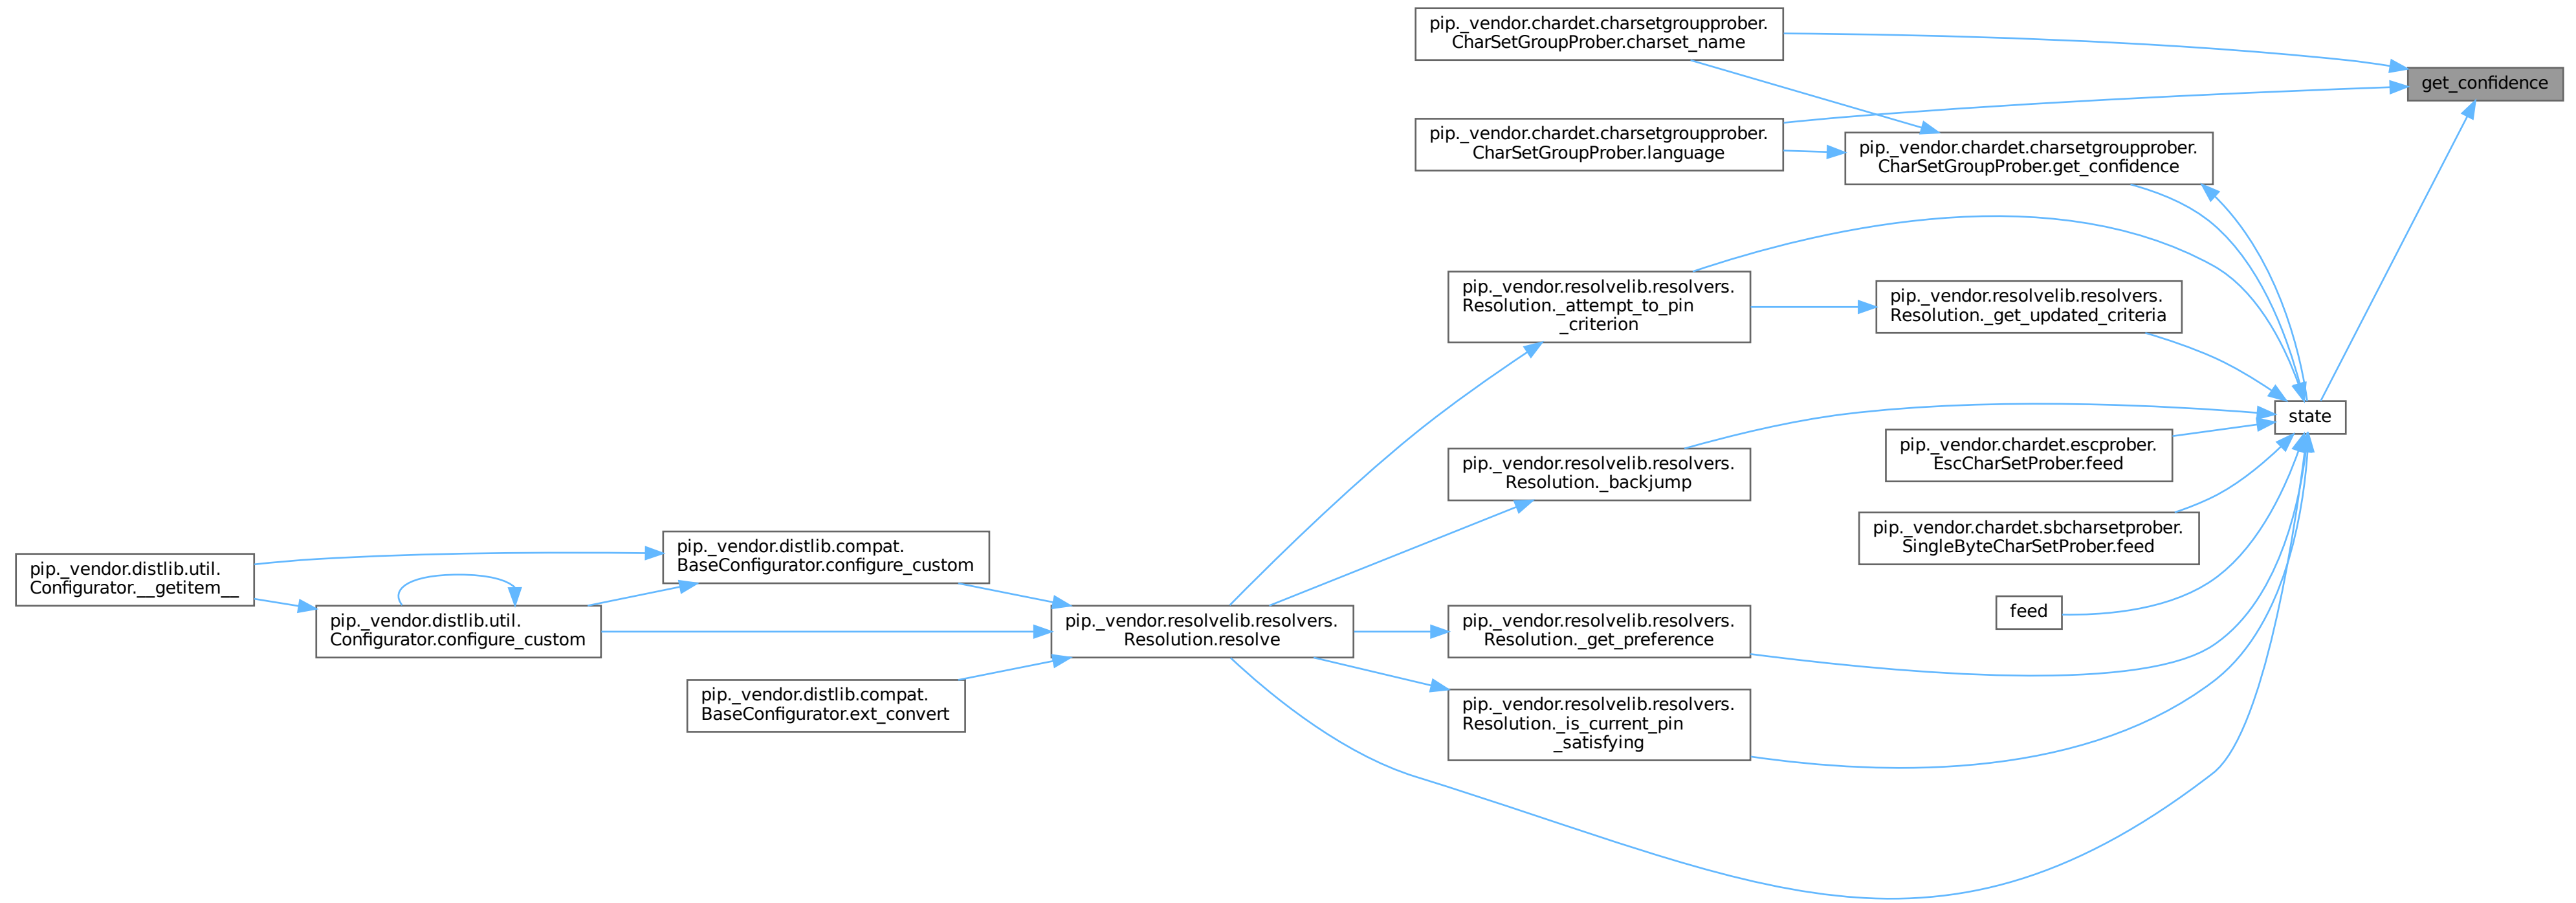 pip._vendor.chardet.charsetgroupprober.
CharSetGroupProber.charset_name
get_confidence
pip._vendor.chardet.charsetgroupprober.
CharSetGroupProber.language
pip._vendor.chardet.charsetgroupprober.
CharSetGroupProber.get_confidence
pip._vendor.resolvelib.resolvers.
Resolution._attempt_to_pin
_criterion
pip._vendor.resolvelib.resolvers.
Resolution._get_updated_criteria
state
pip._vendor.chardet.escprober.
EscCharSetProber.feed
pip._vendor.resolvelib.resolvers.
Resolution._backjump
pip._vendor.chardet.sbcharsetprober.
SingleByteCharSetProber.feed
pip._vendor.distlib.compat.
BaseConfigurator.configure_custom
pip._vendor.distlib.util.
Configurator.__getitem__
feed
pip._vendor.distlib.util.
Configurator.configure_custom
pip._vendor.resolvelib.resolvers.
Resolution.resolve
pip._vendor.resolvelib.resolvers.
Resolution._get_preference
pip._vendor.distlib.compat.
BaseConfigurator.ext_convert
pip._vendor.resolvelib.resolvers.
Resolution._is_current_pin
_satisfying